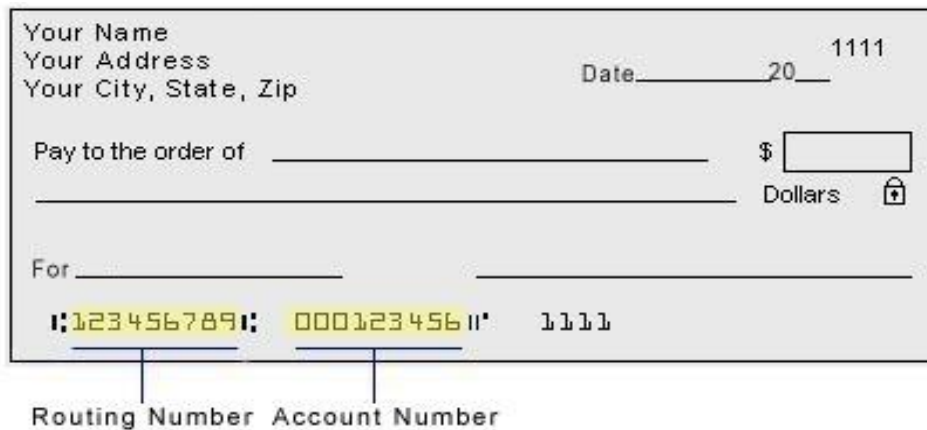 Your Name
1111
Your Address
Date 20
Your City, State, Zip
Pay to the order of $
Dollars
For
⑆123456789⑆ 000123456⑈ 1111
Routing Number Account Number